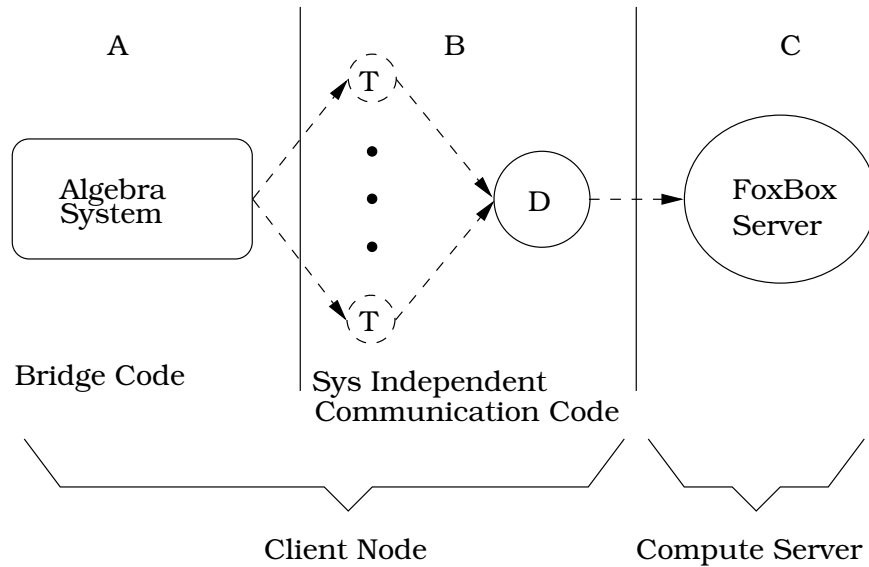 A
B
C
T
Algebra
System
D
FoxBox
Server
T
Bridge Code
Sys Independent
Communication Code
Client Node
Compute Server